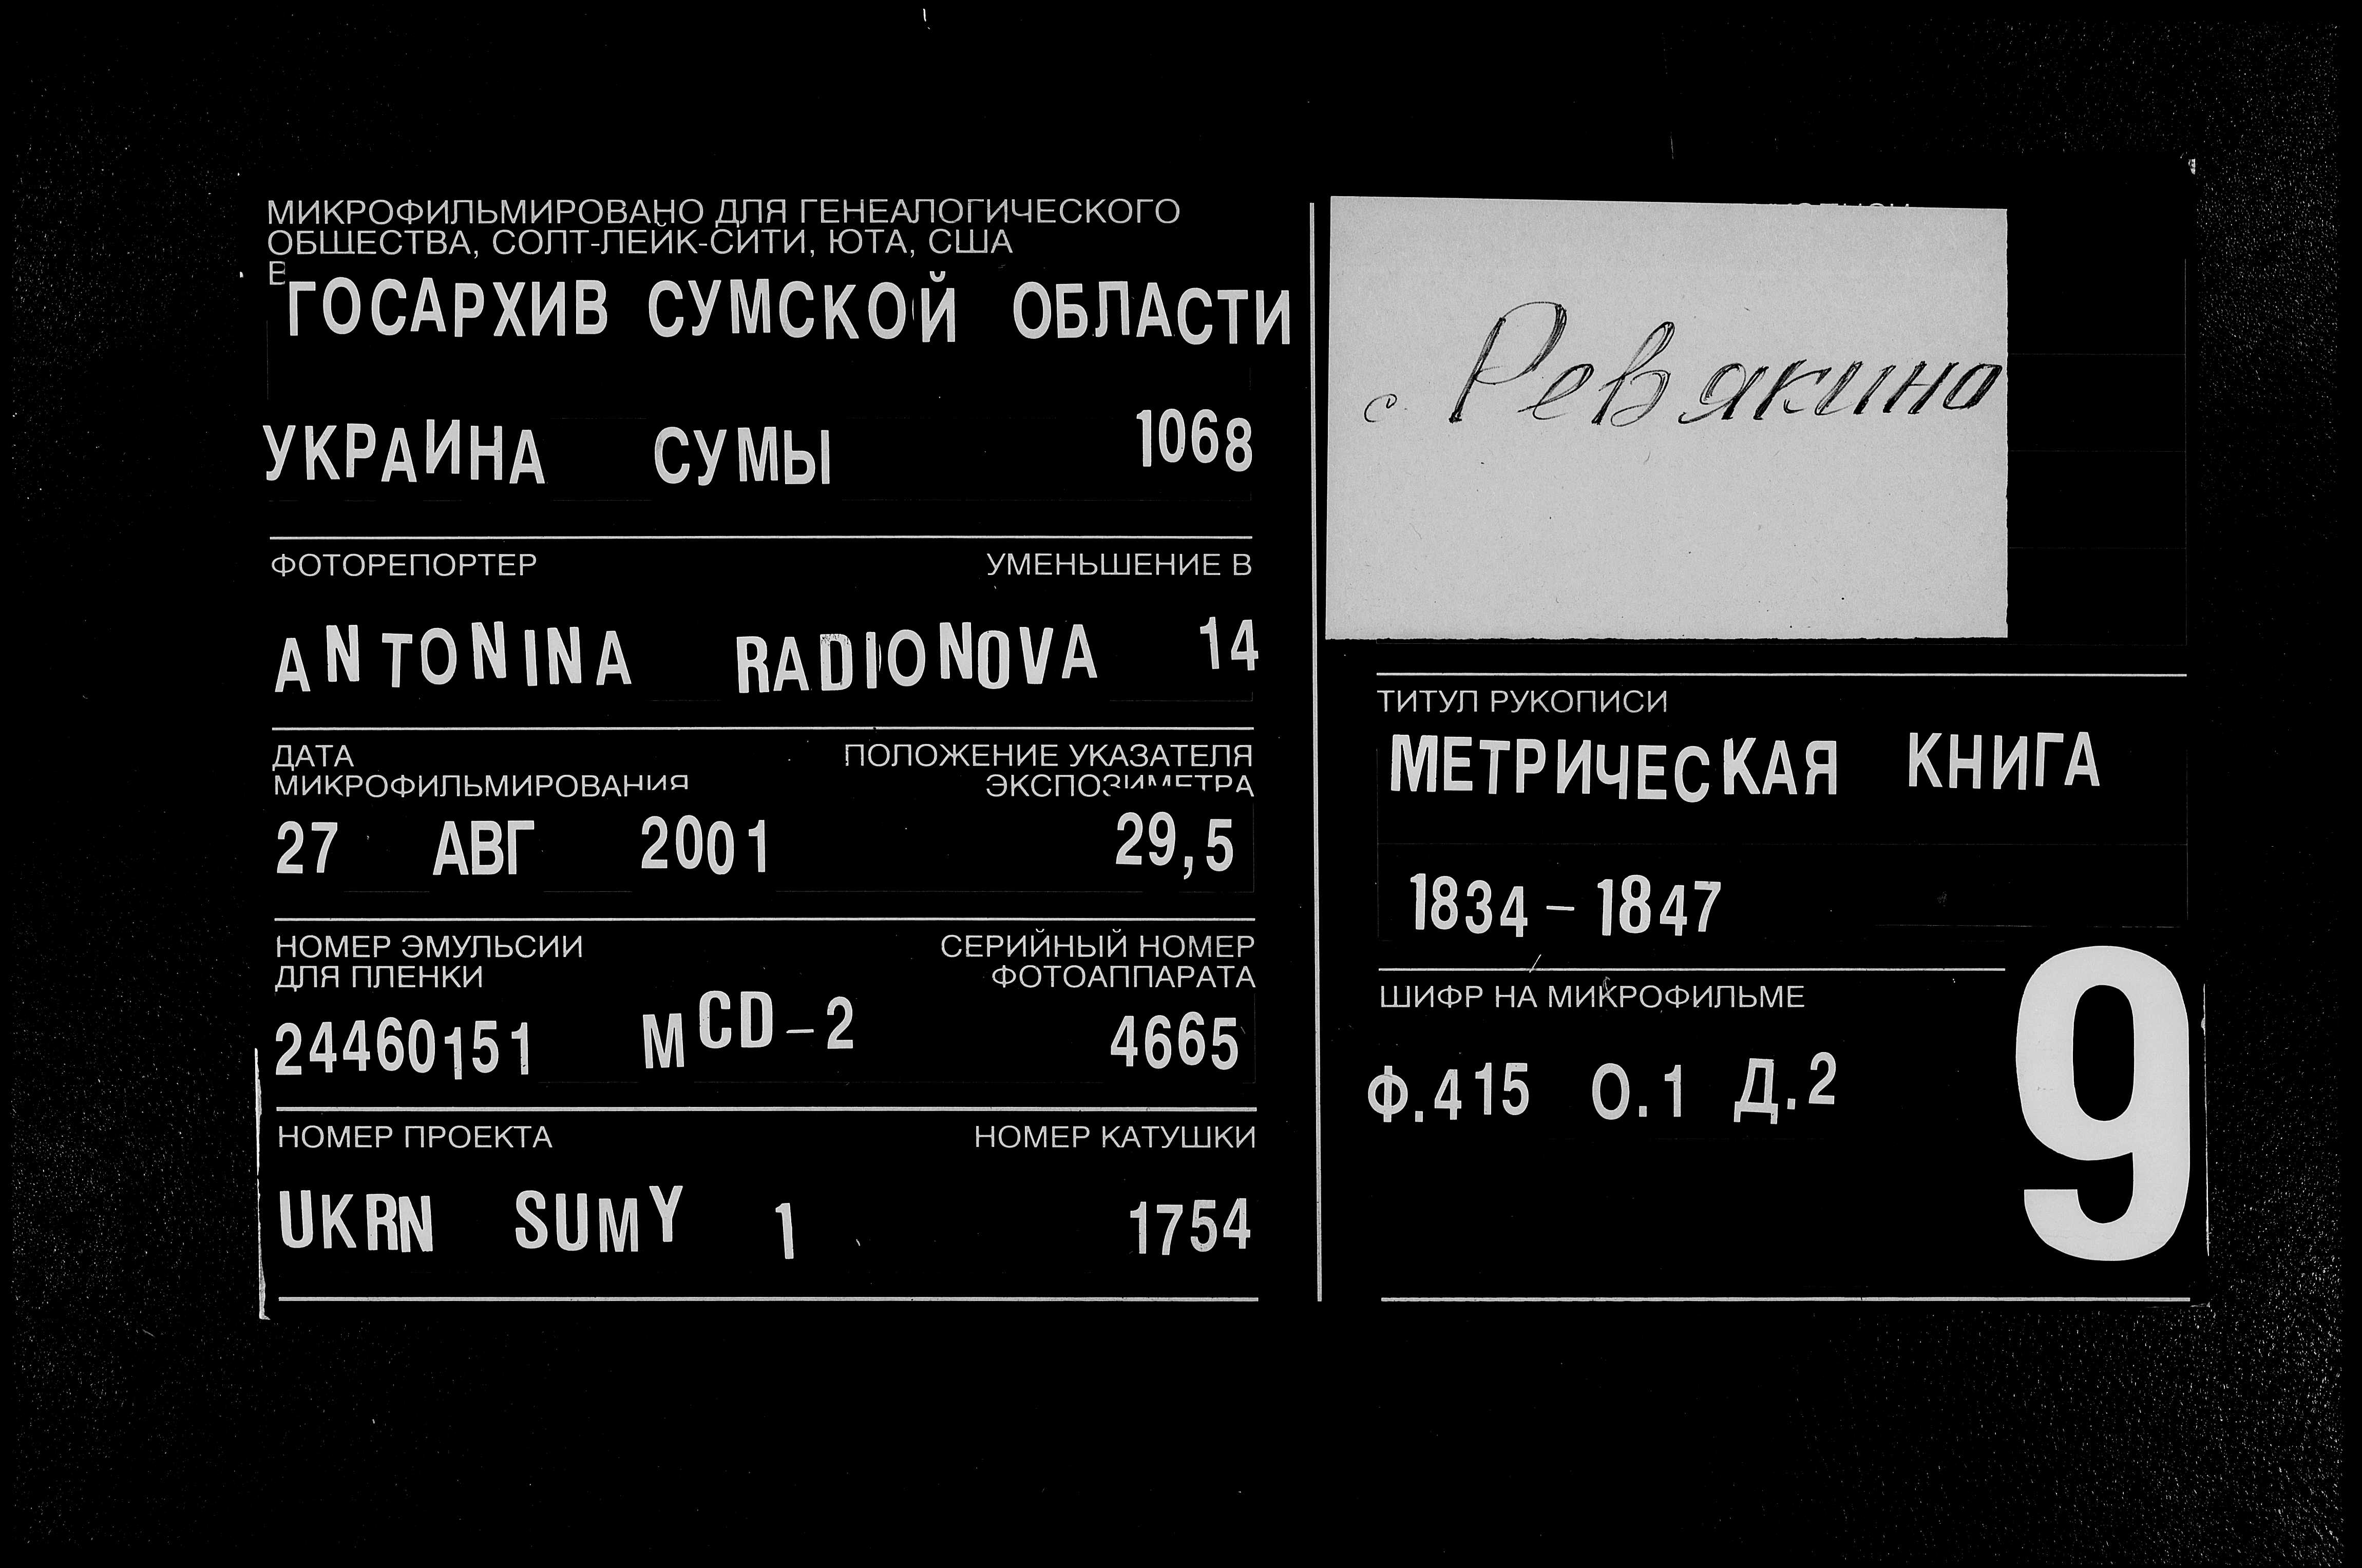 МИКРОФИЛЬМИРОВАНО ДЛЯ ГЕНЕАЛОГИЧЕСКОГО
ОБЩЕСТВА, СОЛТ-ЛЕЙК-СИТИ, ЮТА, США
В
ГОСАРХИВ СУМСКОЙ ОБЛАСТИ
УКРАИНА СУМЫ 1068
ФОТОРЕПОРТЕР УМЕНЬШЕНИЕ В
ANTONINA RADIONOVA 14
ДАТА ПОЛОЖЕНИЕ УКАЗАТЕЛЯ
МИКРОФИЛЬМИРОВАНИЯ ЭКСПОЗИМЕТРА
27 АВГ 2001 29,5
НОМЕР ЭМУЛЬСИИ СЕРИЙНЫЙ НОМЕР
ДЛЯ ПЛЕНКИ ФОТОАППАРАТА
24460151 MCD-2 4665
НОМЕР ПРОЕКТА НОМЕР КАТУШКИ
UKRN SUMY 1 1754
с. Ревякино
ТИТУЛ РУКОПИСИ
МЕТРИЧЕСКАЯ КНИГА
1834-1847
ШИФР НА МИКРОФИЛЬМЕ
Ф.415 О.1 Д.2
9